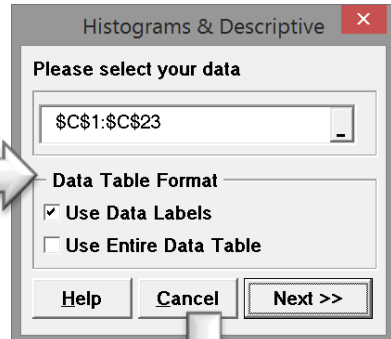 Histograms & Descriptive
Please select your data
$C$1:$C$23
Data Table Format
Use Data Labels
Use Entire Data Table
Help Cancel Next >>